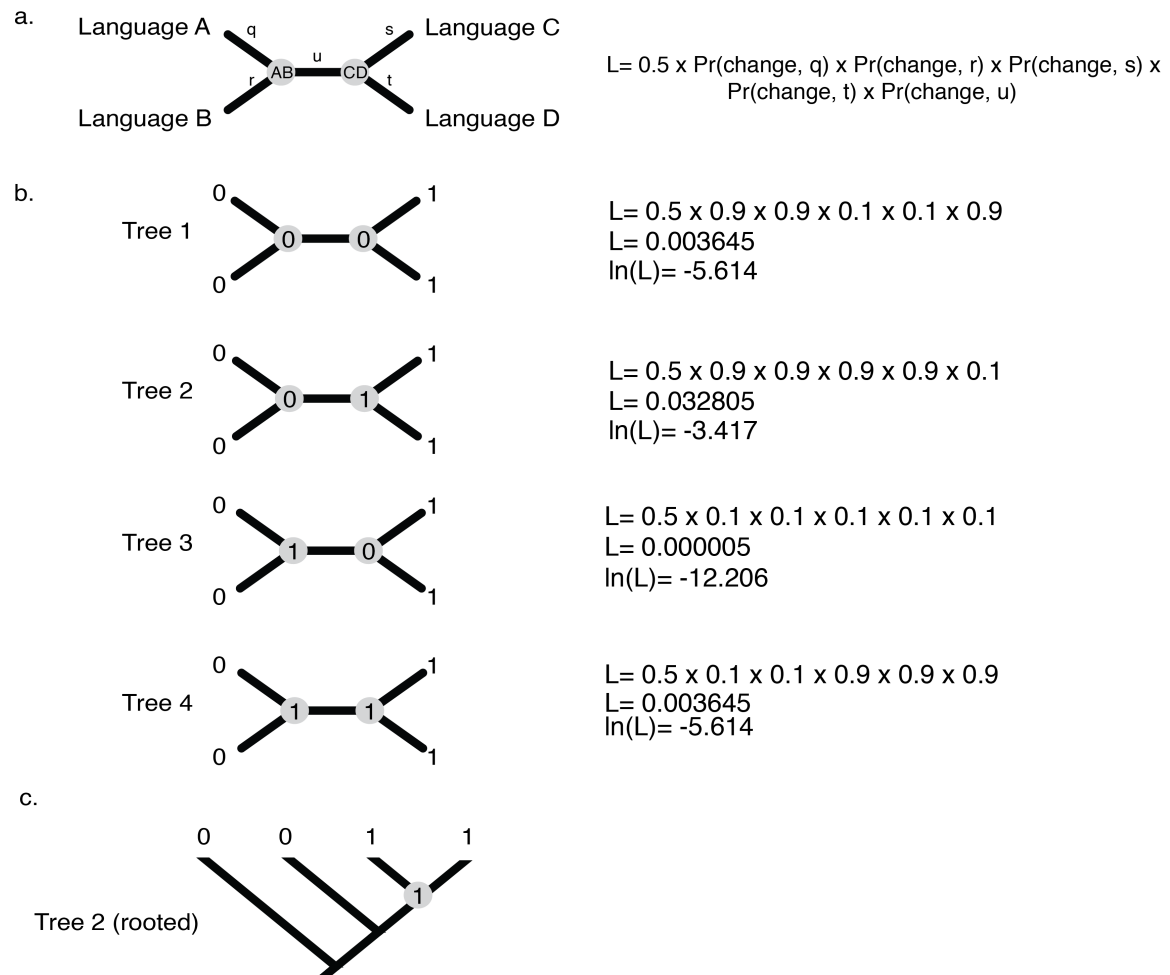 a.
Language A q s Language C
u
AB CD
r t
Language B Language D
L= 0.5 x Pr(change, q) x Pr(change, r) x Pr(change, s) x
Pr(change, t) x Pr(change, u)
b.
0 1
Tree 1
0 0
0 1
L= 0.5 x 0.9 x 0.9 x 0.1 x 0.1 x 0.9
L= 0.003645
ln(L)= -5.614
0 1
Tree 2
0 1
0 1
L= 0.5 x 0.9 x 0.9 x 0.9 x 0.9 x 0.1
L= 0.032805
ln(L)= -3.417
0 1
Tree 3
1 0
0 1
L= 0.5 x 0.1 x 0.1 x 0.1 x 0.1 x 0.1
L= 0.000005
ln(L)= -12.206
0 1
Tree 4
1 1
0 1
L= 0.5 x 0.1 x 0.1 x 0.9 x 0.9 x 0.9
L= 0.003645
ln(L)= -5.614
c.
0 0 1 1
1
Tree 2 (rooted)